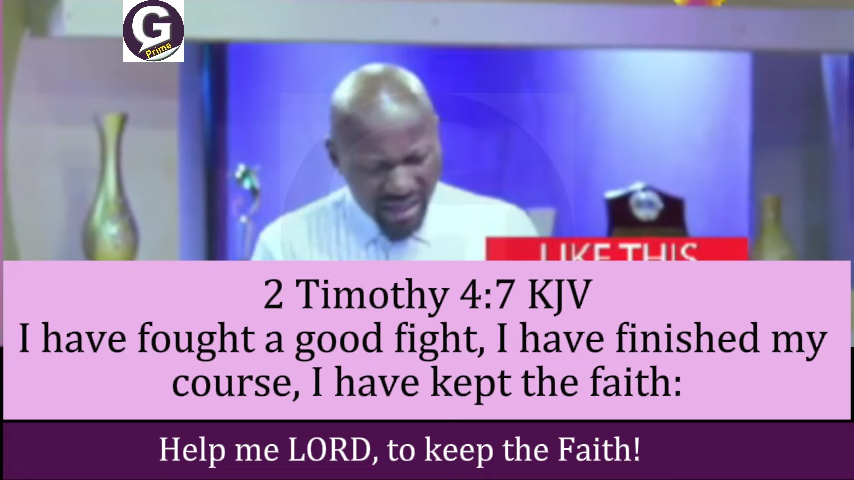 G
Prime
LIKE THIS
2 Timothy 4:7 KJV
I have fought a good fight, I have finished my
course, I have kept the faith:
Help me LORD, to keep the Faith!